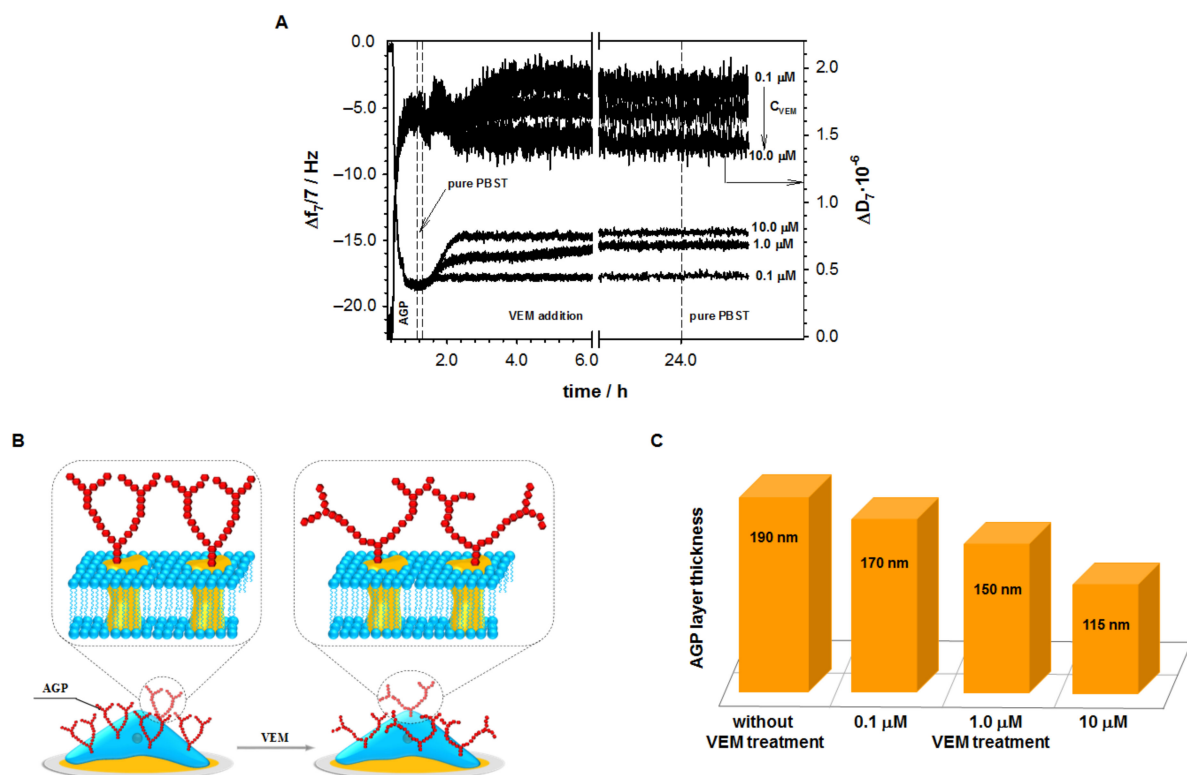 A
0.0
−5.0
−10.0
−15.0
−20.0
Δf₇/7 / Hz
2.0
1.5
1.0
0.5
0.0
ΔD₇·10⁻⁶
0.1 µM
C_VEM
10.0 µM
pure PBST
10.0 µM
1.0 µM
0.1 µM
AGP
VEM addition
pure PBST
2.0 4.0 6.0 24.0
time / h
B
AGP
VEM
C
AGP layer thickness
190 nm
170 nm
150 nm
115 nm
without 0.1 µM 1.0 µM 10 µM
VEM treatment VEM treatment